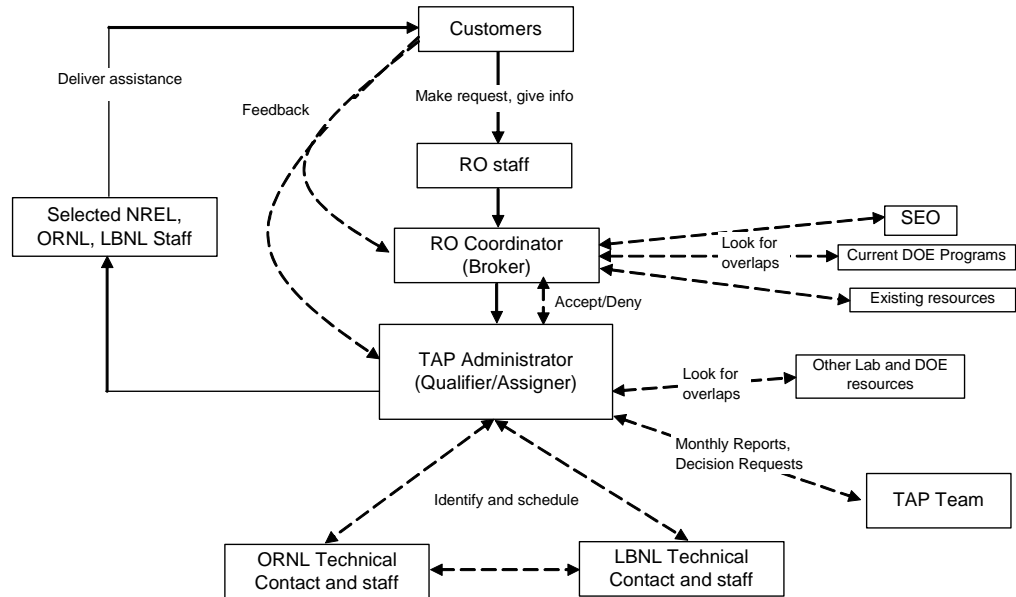 Customers
Deliver assistance
Feedback
Make request, give info
RO staff
Selected NREL,
ORNL, LBNL Staff
RO Coordinator
(Broker)
SEO
Look for
overlaps
Current DOE Programs
Existing resources
Accept/Deny
TAP Administrator
(Qualifier/Assigner)
Look for
overlaps
Other Lab and DOE
resources
Monthly Reports,
Decision Requests
TAP Team
Identify and schedule
ORNL Technical
Contact and staff
LBNL Technical
Contact and staff